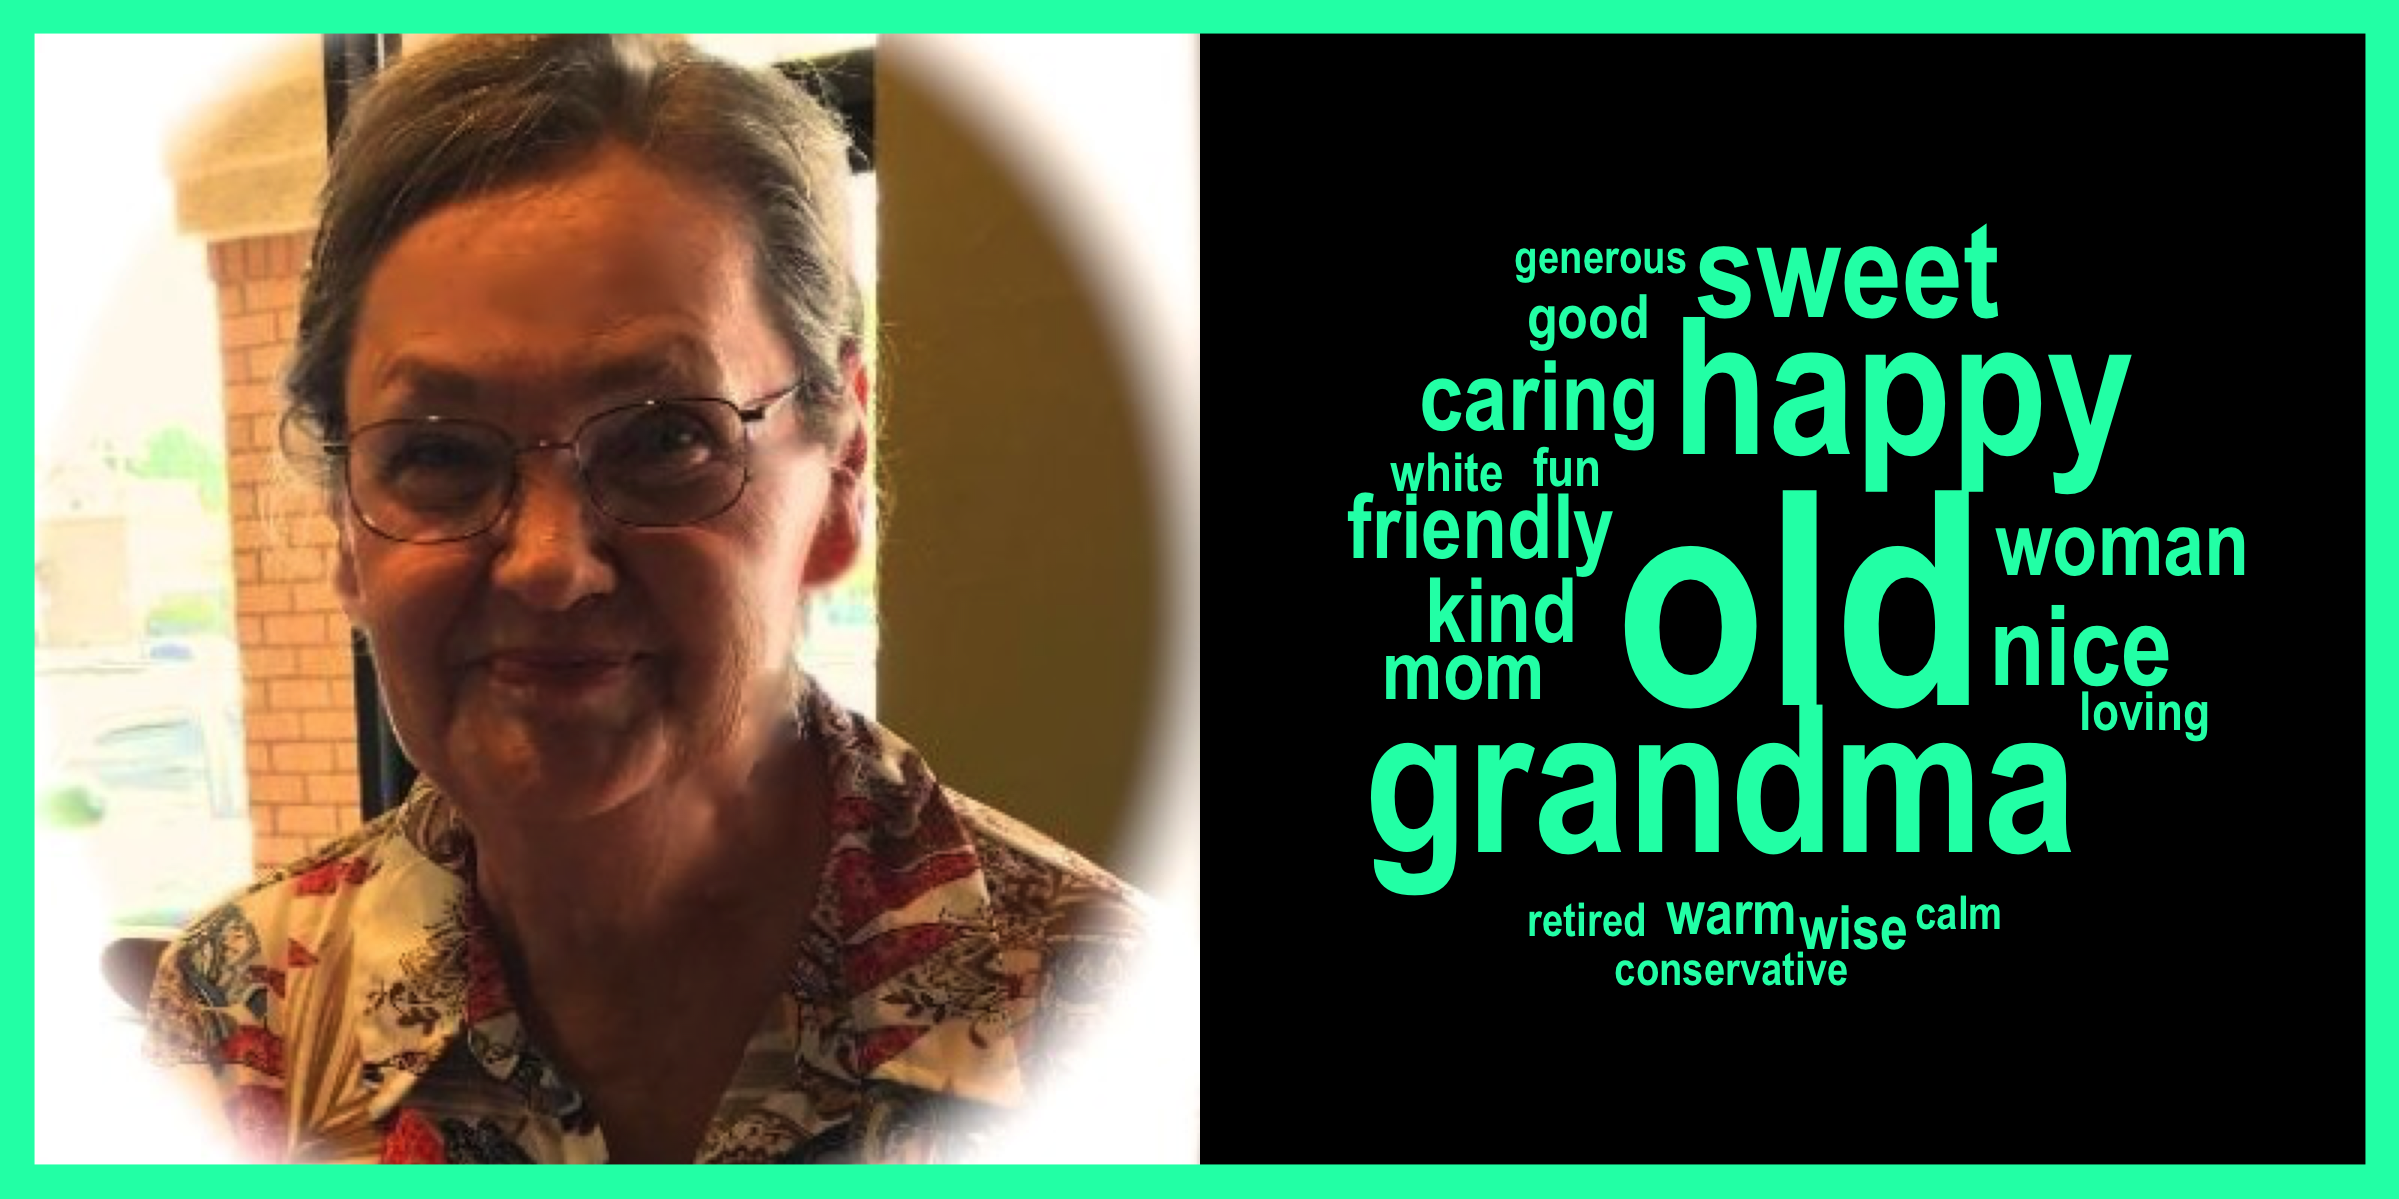 generous sweet
good
happy
caring
white fun
friendly
old
woman
kind
nice
mom
loving
grandma
retired warm wise calm
conservative